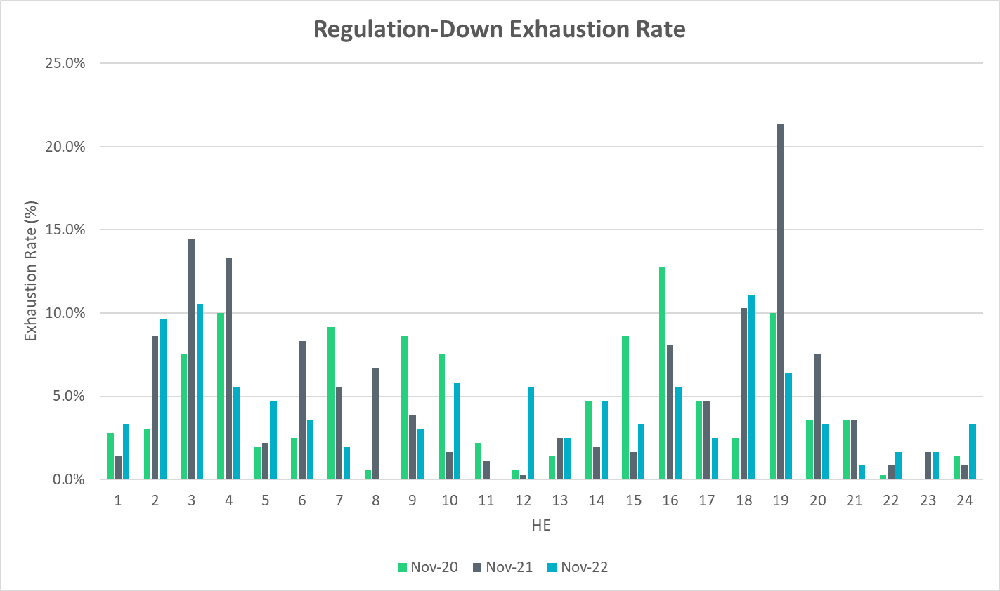 Regulation-Down Exhaustion Rate
25.0%
20.0%
15.0%
10.0%
5.0%
0.0%
Exhaustion Rate (%)
1 2 3 4 5 6 7 8 9 10 11 12 13 14 15 16 17 18 19 20 21 22 23 24
HE
Nov-20 Nov-21 Nov-22